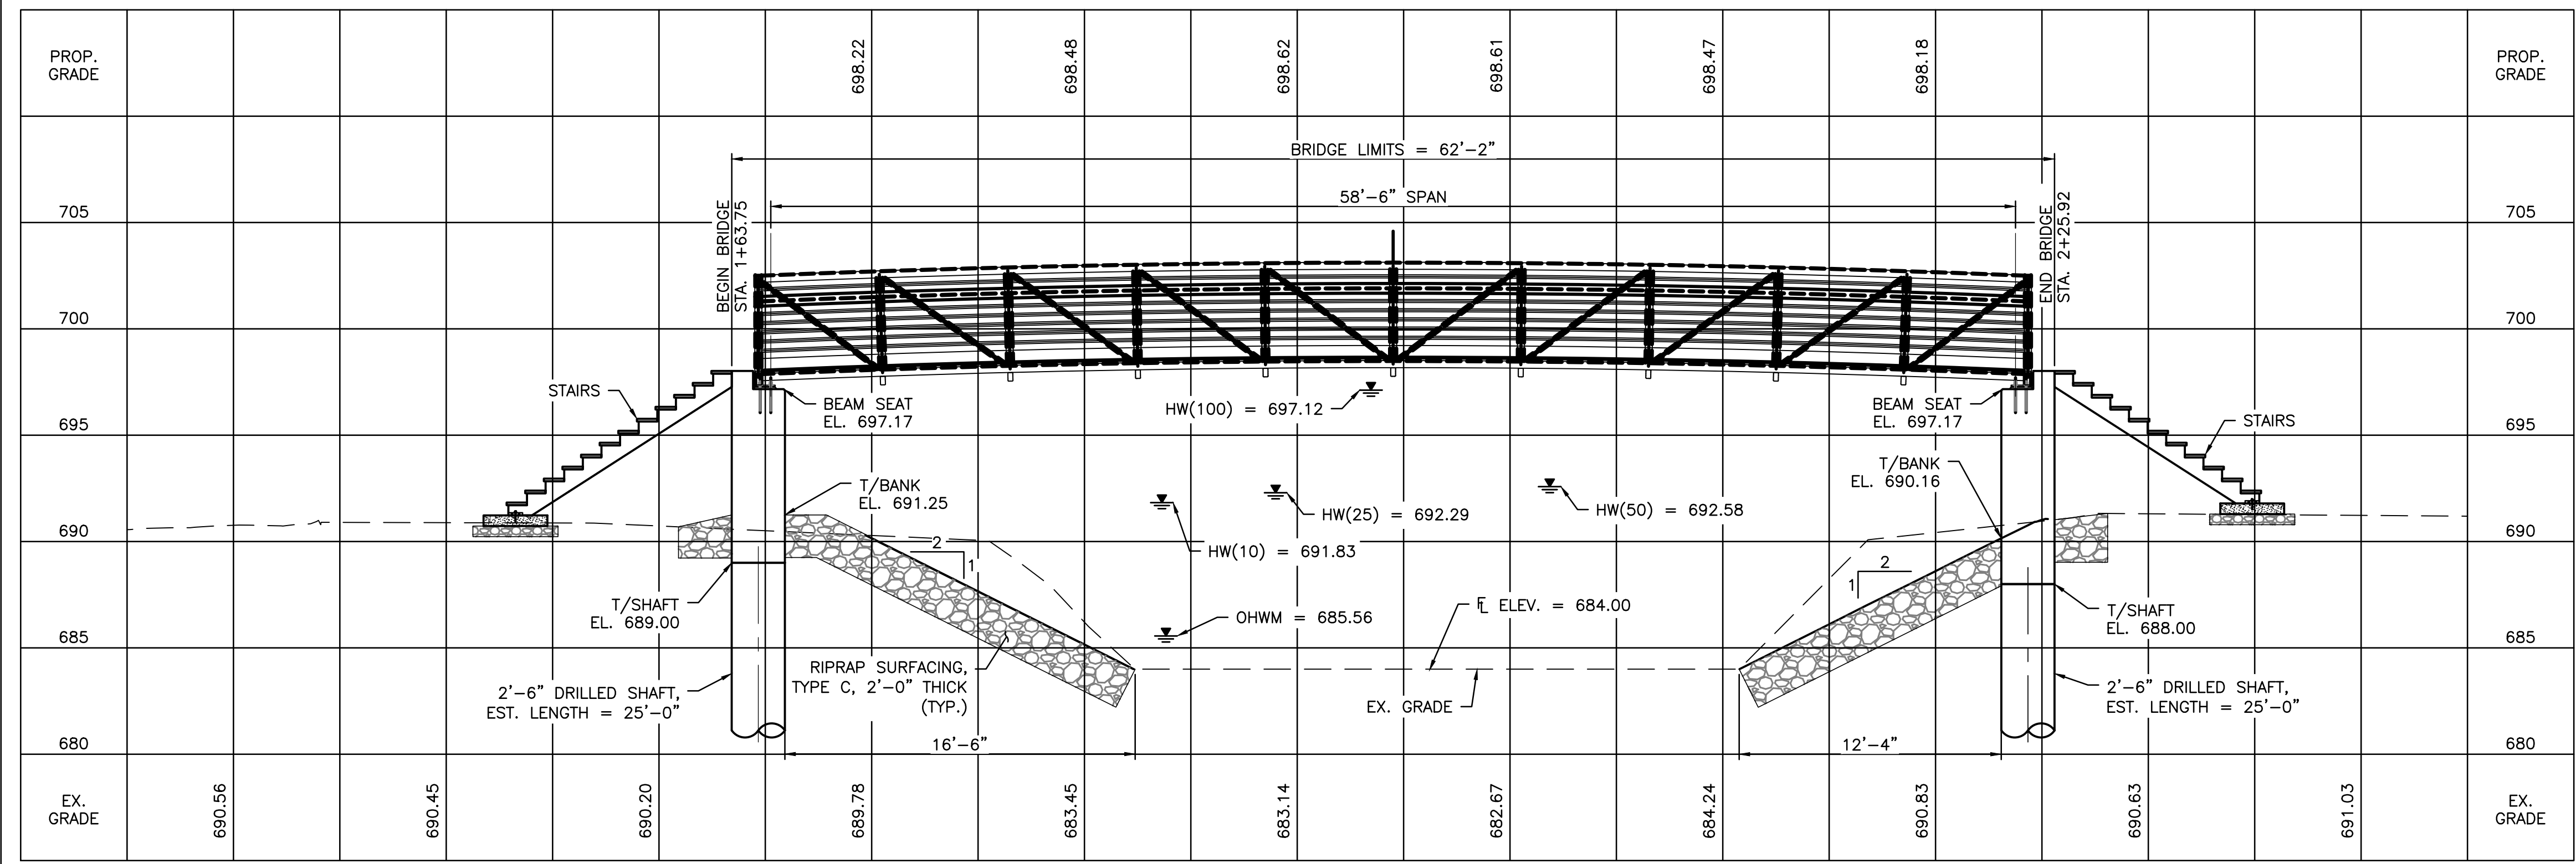 PROP.
GRADE
698.22
698.48
698.62
698.61
698.47
698.18
PROP.
GRADE
BRIDGE LIMITS = 62'-2"
58'-6" SPAN
BEGIN BRIDGE
STA. 1+63.75
END BRIDGE
STA. 2+25.92
705
705
700
700
STAIRS
BEAM SEAT
EL. 697.17
HW(100) = 697.12
BEAM SEAT
EL. 697.17
STAIRS
695
695
T/BANK
EL. 691.25
HW(25) = 692.29
HW(50) = 692.58
T/BANK
EL. 690.16
690
690
2
1
HW(10) = 691.83
2
1
T/SHAFT
EL. 689.00
OHWM = 685.56
℄ ELEV. = 684.00
T/SHAFT
EL. 688.00
685
685
RIPRAP SURFACING,
TYPE C, 2'-0" THICK
(TYP.)
2'-6" DRILLED SHAFT,
EST. LENGTH = 25'-0"
EX. GRADE
2'-6" DRILLED SHAFT,
EST. LENGTH = 25'-0"
680
16'-6"
12'-4"
680
EX.
GRADE
690.56
690.45
690.20
689.78
683.45
683.14
682.67
684.24
690.83
690.63
691.03
EX.
GRADE